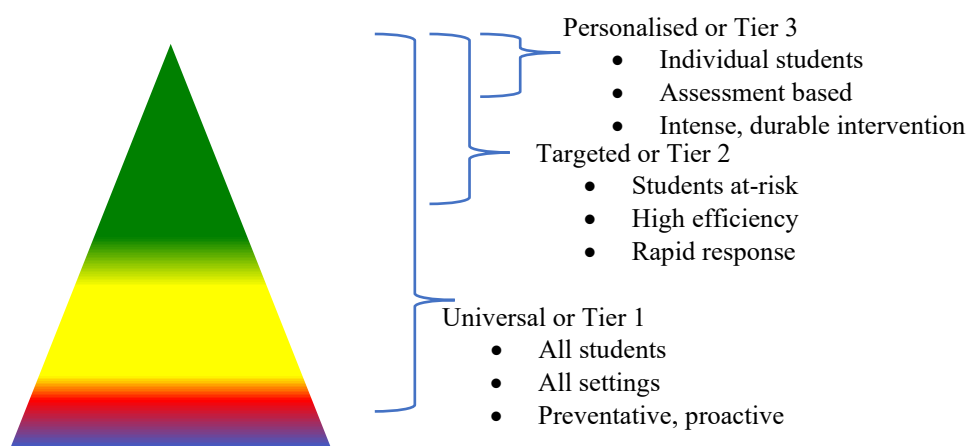 Personalised or Tier 3
• Individual students
• Assessment based
• Intense, durable intervention
Targeted or Tier 2
• Students at-risk
• High efficiency
• Rapid response
Universal or Tier 1
• All students
• All settings
• Preventative, proactive